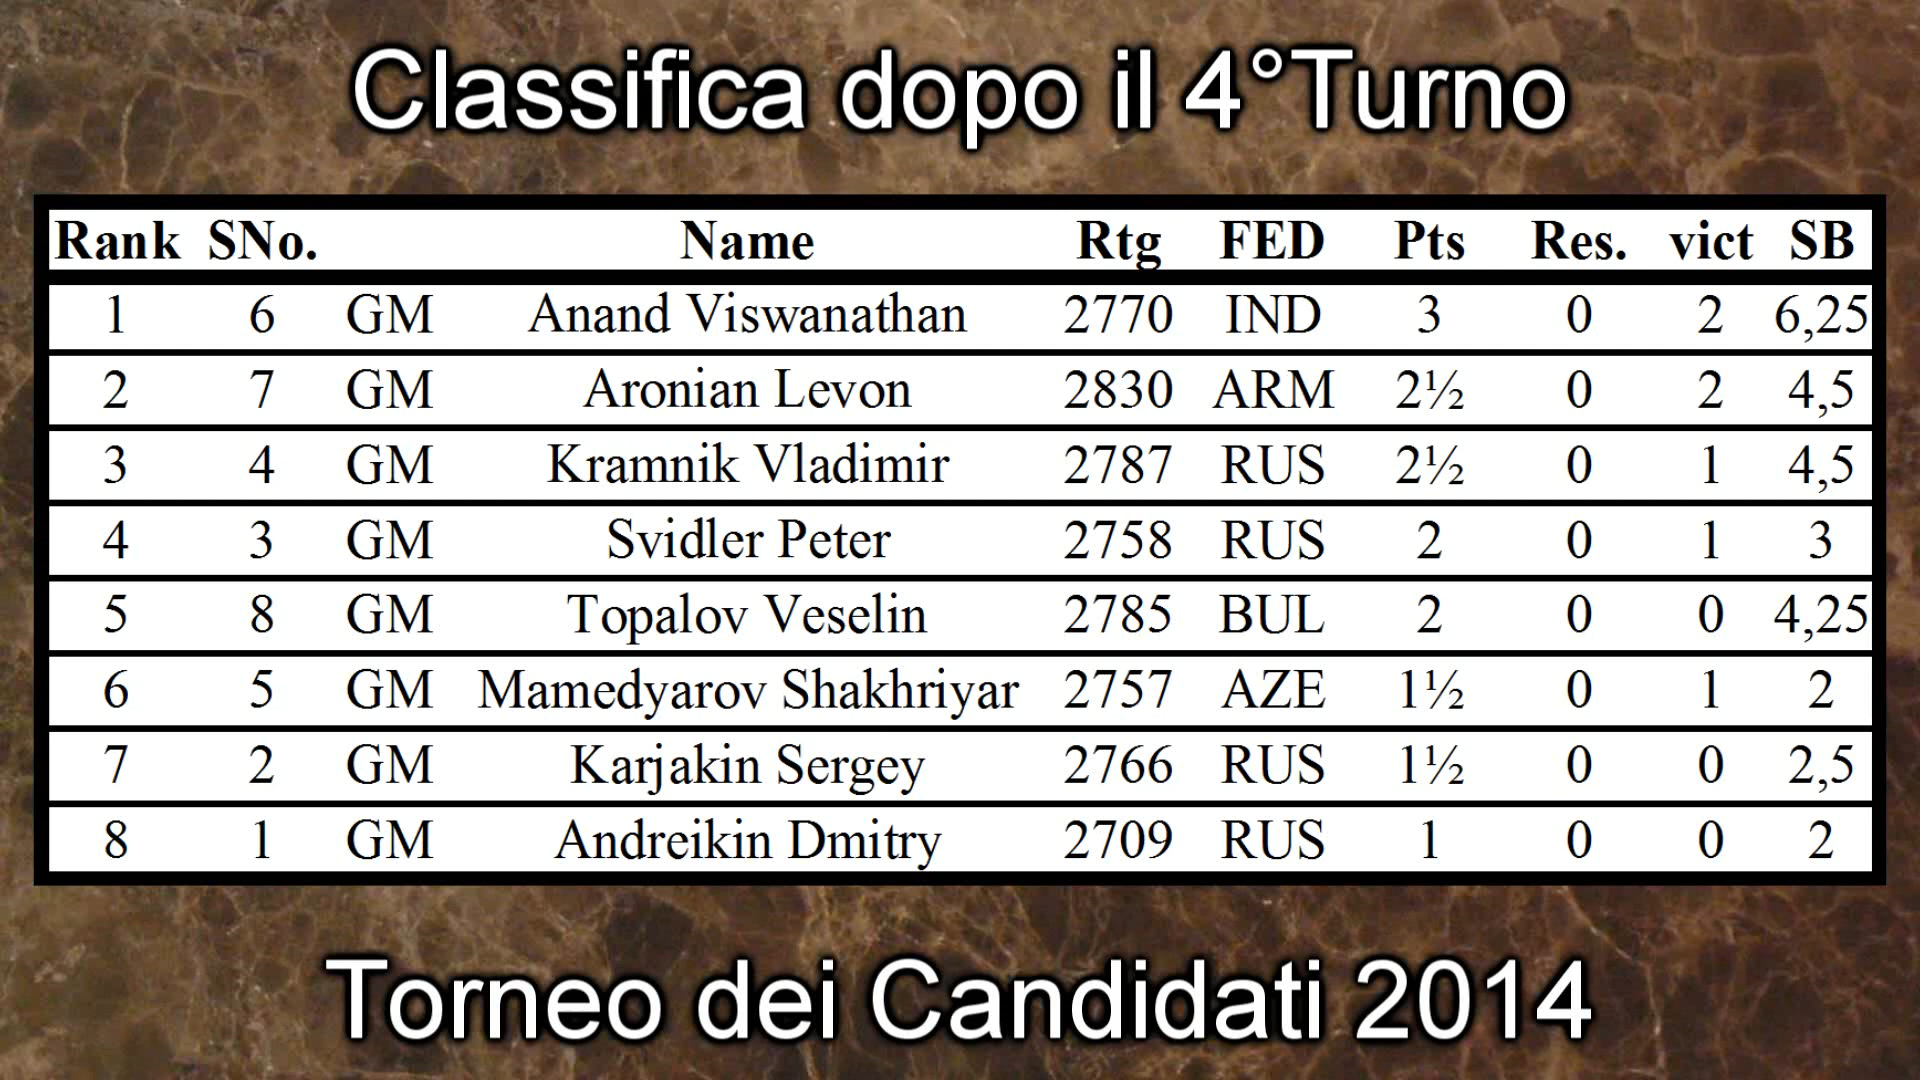 Classifica dopo il 4°Turno
Rank SNo. Name Rtg FED Pts Res. vict SB
1 6 GM Anand Viswanathan 2770 IND 3 0 2 6,25
2 7 GM Aronian Levon 2830 ARM 2½ 0 2 4,5
3 4 GM Kramnik Vladimir 2787 RUS 2½ 0 1 4,5
4 3 GM Svidler Peter 2758 RUS 2 0 1 3
5 8 GM Topalov Veselin 2785 BUL 2 0 0 4,25
6 5 GM Mamedyarov Shakhriyar 2757 AZE 1½ 0 1 2
7 2 GM Karjakin Sergey 2766 RUS 1½ 0 0 2,5
8 1 GM Andreikin Dmitry 2709 RUS 1 0 0 2
Torneo dei Candidati 2014